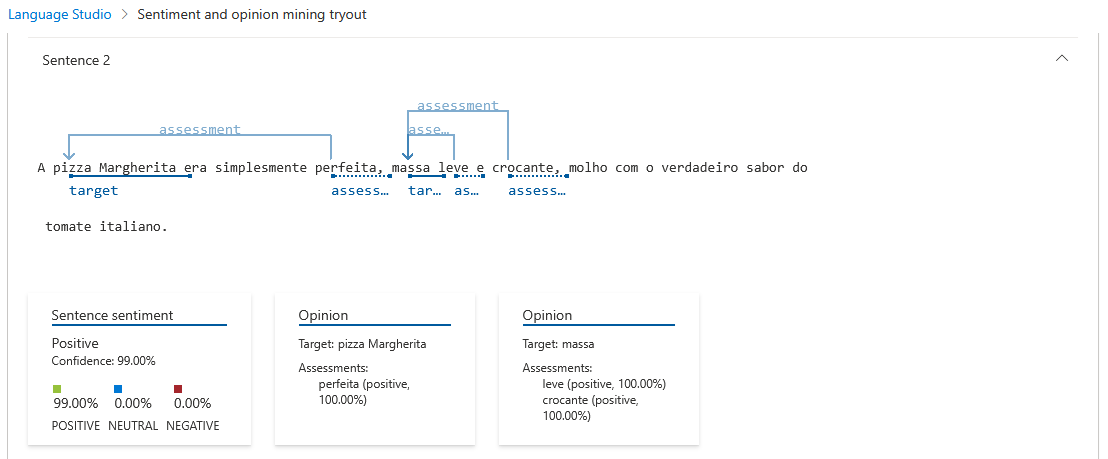 Language Studio > Sentiment and opinion mining tryout
Sentence 2
assessment
assessment
asse…
A pizza Margherita era simplesmente perfeita, massa leve e crocante, molho com o verdadeiro sabor do
target assess… tar… as… assess…
tomate italiano.
Sentence sentiment
Positive
Confidence: 99.00%
99.00% 0.00% 0.00%
POSITIVE NEUTRAL NEGATIVE
Opinion
Target: pizza Margherita
Assessments:
perfeita (positive,
100.00%)
Opinion
Target: massa
Assessments:
leve (positive, 100.00%)
crocante (positive,
100.00%)